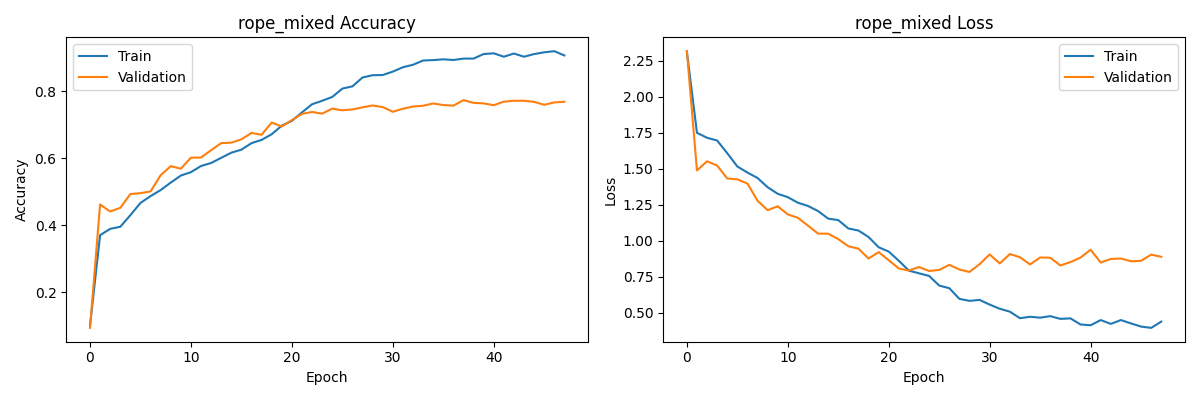 rope_mixed Accuracy
Train
Validation
0.8
0.6
0.4
0.2
Accuracy
0 10 20 30 40
Epoch
rope_mixed Loss
Train
Validation
2.25
2.00
1.75
1.50
1.25
1.00
0.75
0.50
Loss
0 10 20 30 40
Epoch